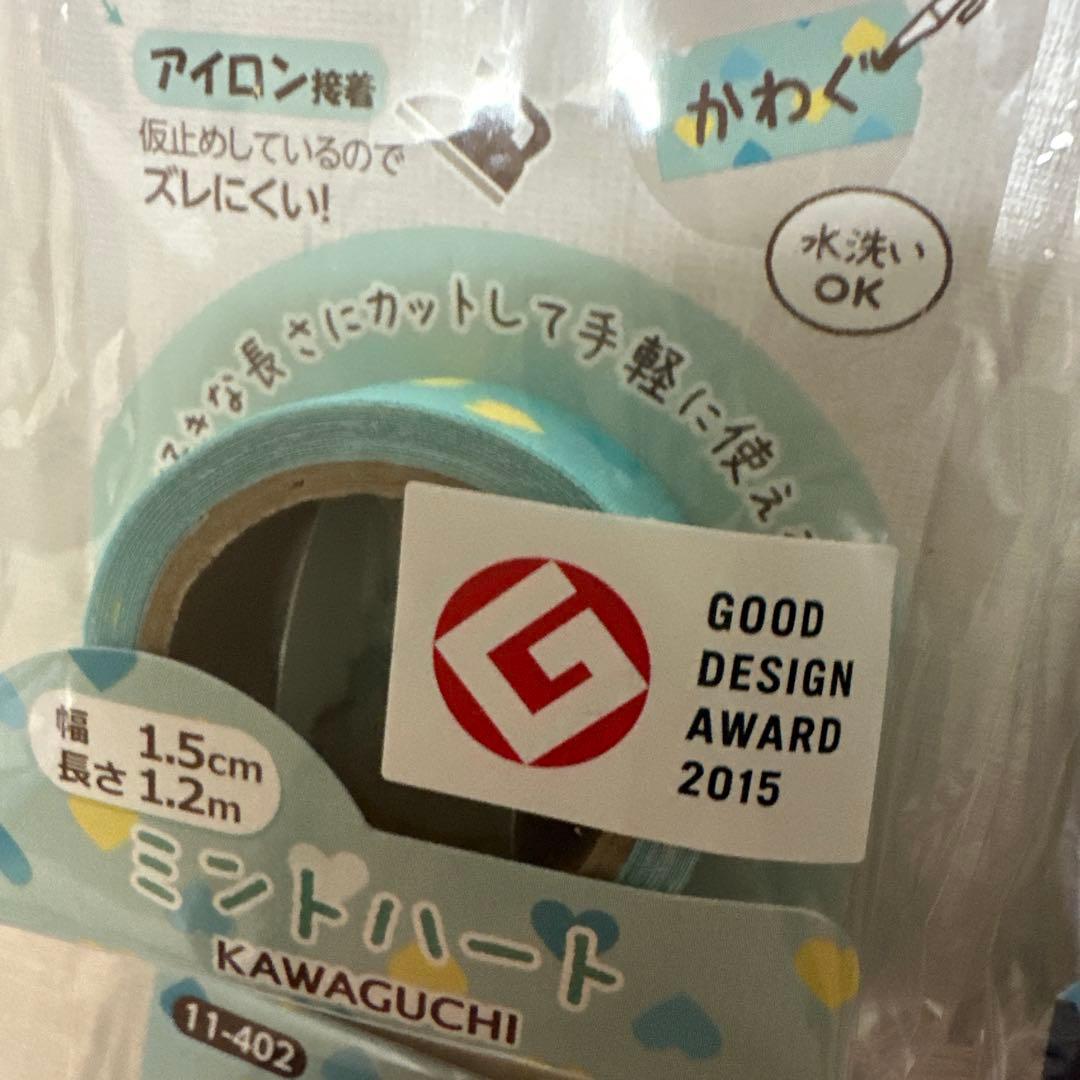 アイロン接着
仮止めしているので
ズレにくい!
かわぐ
水洗い
OK
きな長さにカットして手軽に使え
GOOD
DESIGN
AWARD
2015
幅 1.5cm
長さ 1.2m
ミントハート
KAWAGUCHI
11-402